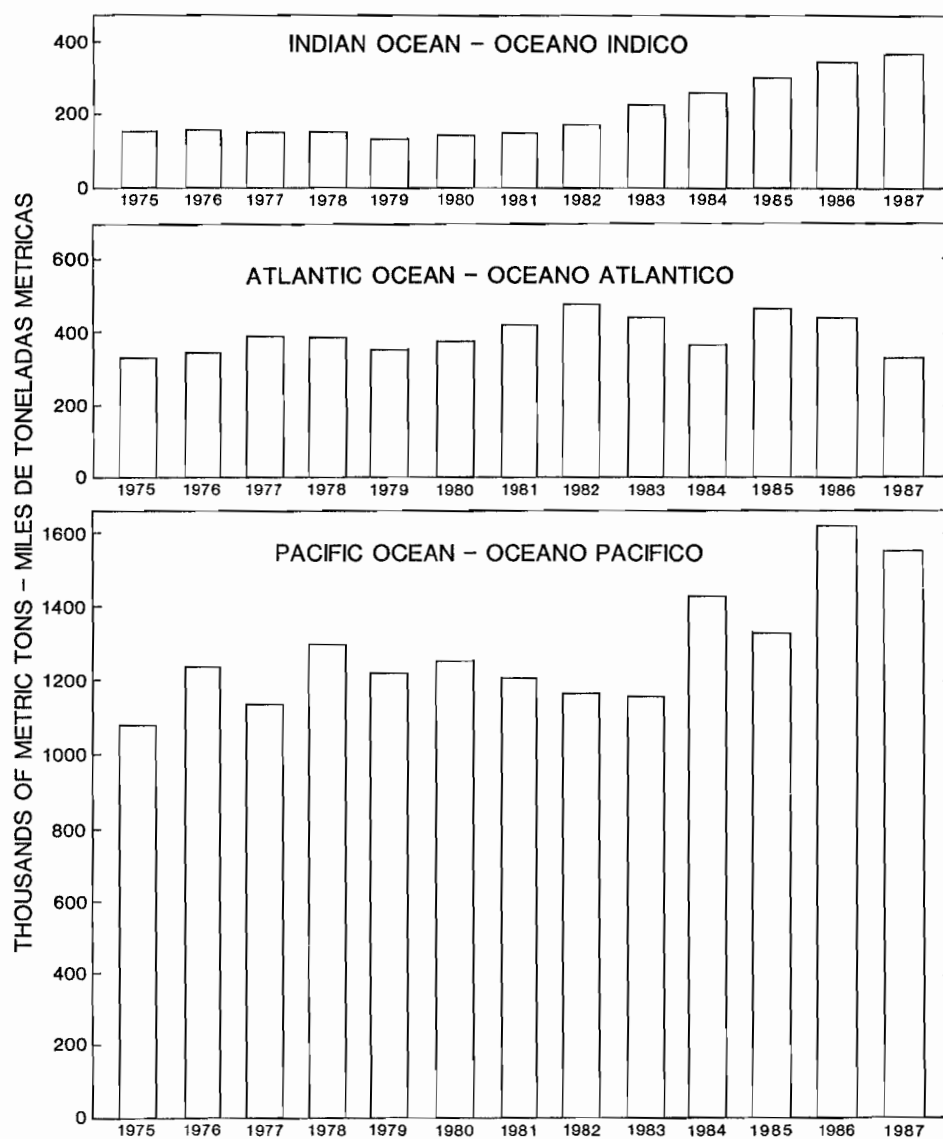 THOUSANDS OF METRIC TONS – MILES DE TONELADAS METRICAS
INDIAN OCEAN – OCEANO INDICO
400
200
0
1975 1976 1977 1978 1979 1980 1981 1982 1983 1984 1985 1986 1987
ATLANTIC OCEAN – OCEANO ATLANTICO
600
400
200
0
1975 1976 1977 1978 1979 1980 1981 1982 1983 1984 1985 1986 1987
PACIFIC OCEAN – OCEANO PACIFICO
1600
1400
1200
1000
800
600
400
200
0
1975 1976 1977 1978 1979 1980 1981 1982 1983 1984 1985 1986 1987